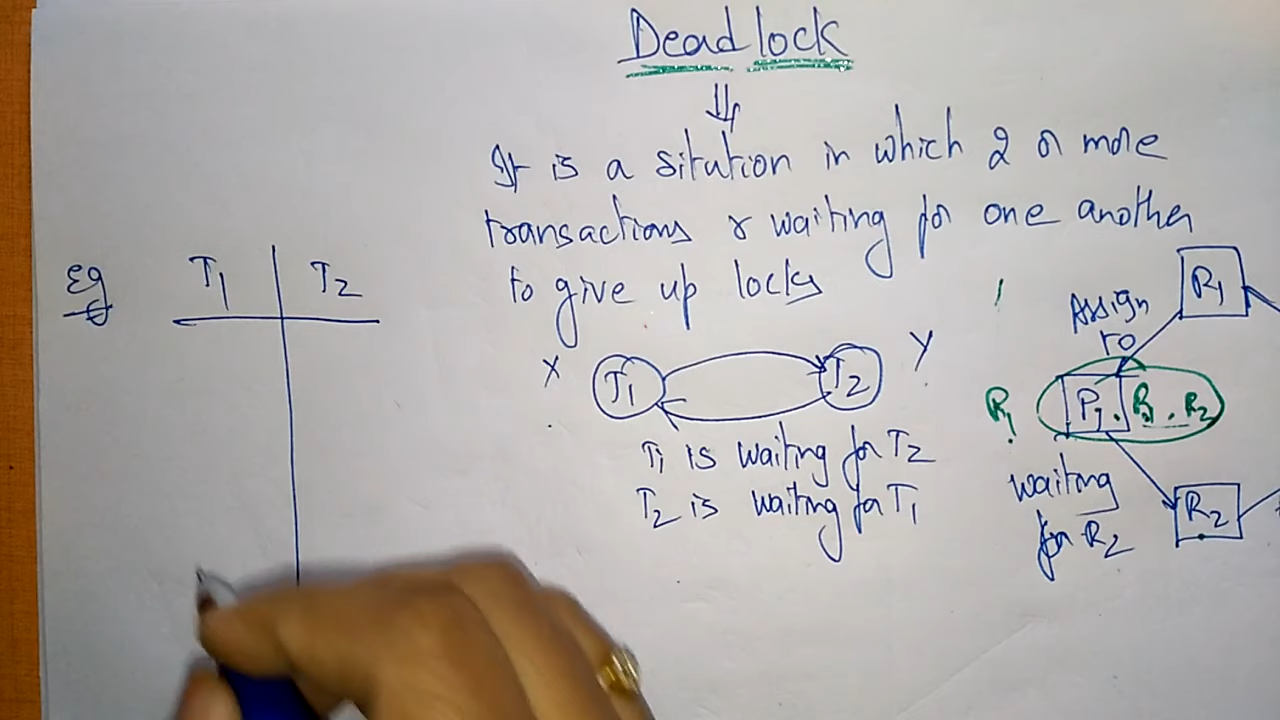 Deadlock
It is a sitution in which 2 or more
transactions r waiting for one another
to give up locks
Eg
T1 T2
X T1 T2 Y
T1 is waiting for T2
T2 is waiting for T1
R1
Assign
to
R1 P1 . R1 . R2
waiting
for R2
R2